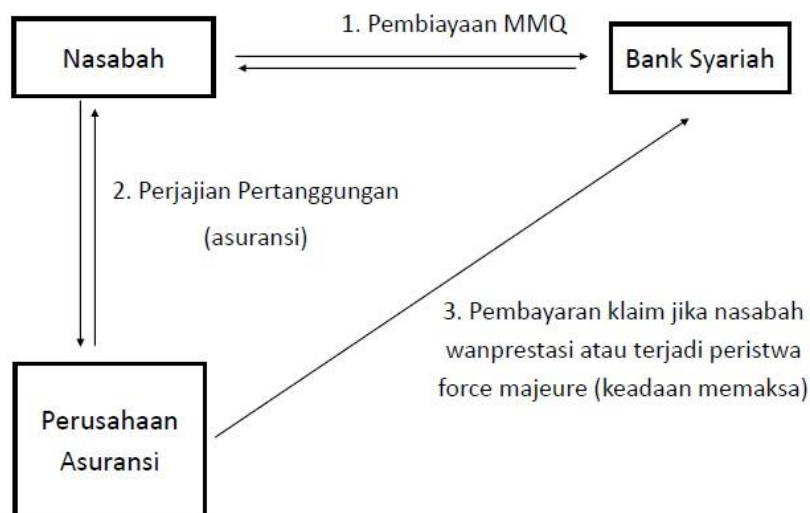 1. Pembiayaan MMQ
Nasabah
Bank Syariah
2. Perjajian Pertanggungan
(asuransi)
3. Pembayaran klaim jika nasabah
wanprestasi atau terjadi peristwa
force majeure (keadaan memaksa)
Perusahaan
Asuransi